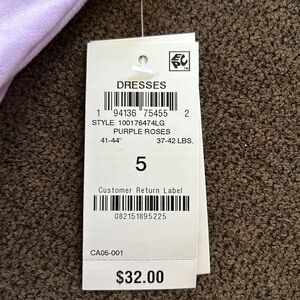 DRESSES
1 94136 75455 2
STYLE 100176474LG
PURPLE ROSES
41-44" 37-42 LBS.
5
Customer Return Label
082151895225
CA05-001
$32.00